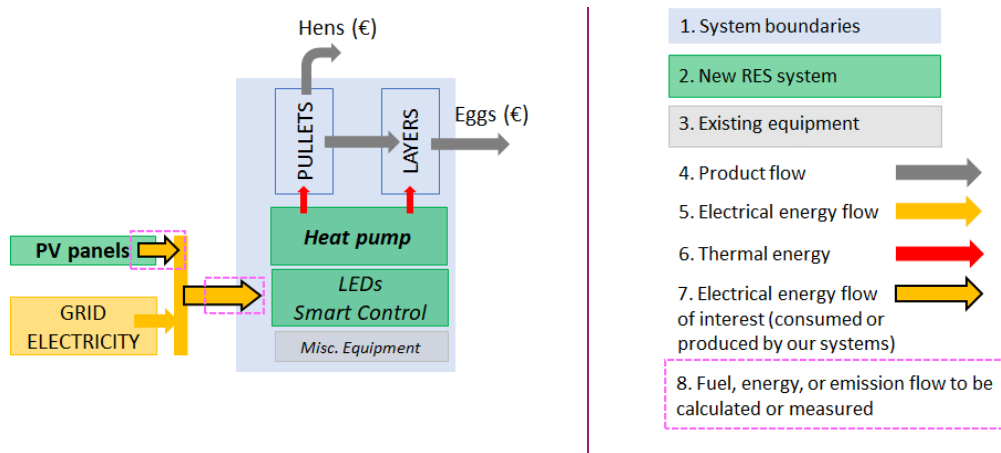 Hens (€)
PULLETS
LAYERS
Eggs (€)
Heat pump
PV panels
LEDs
Smart Control
GRID
ELECTRICITY
Misc. Equipment
1. System boundaries
2. New RES system
3. Existing equipment
4. Product flow
5. Electrical energy flow
6. Thermal energy
7. Electrical energy flow
of interest (consumed or
produced by our systems)
8. Fuel, energy, or emission flow to be
calculated or measured